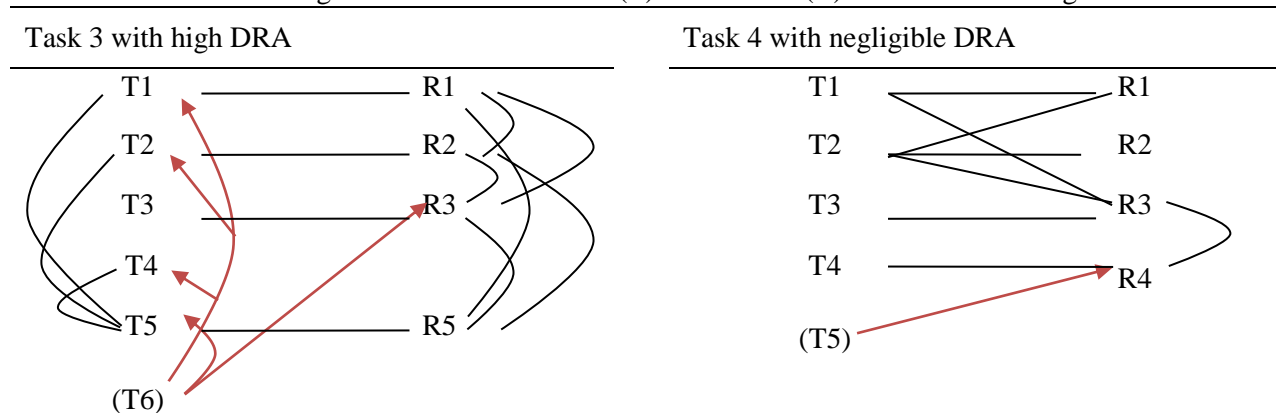 Task 3 with high DRA
Task 4 with negligible DRA
T1 R1
T2 R2
T3 R3
T4
T5 R5
(T6)
T1 R1
T2 R2
T3 R3
T4 R4
(T5)